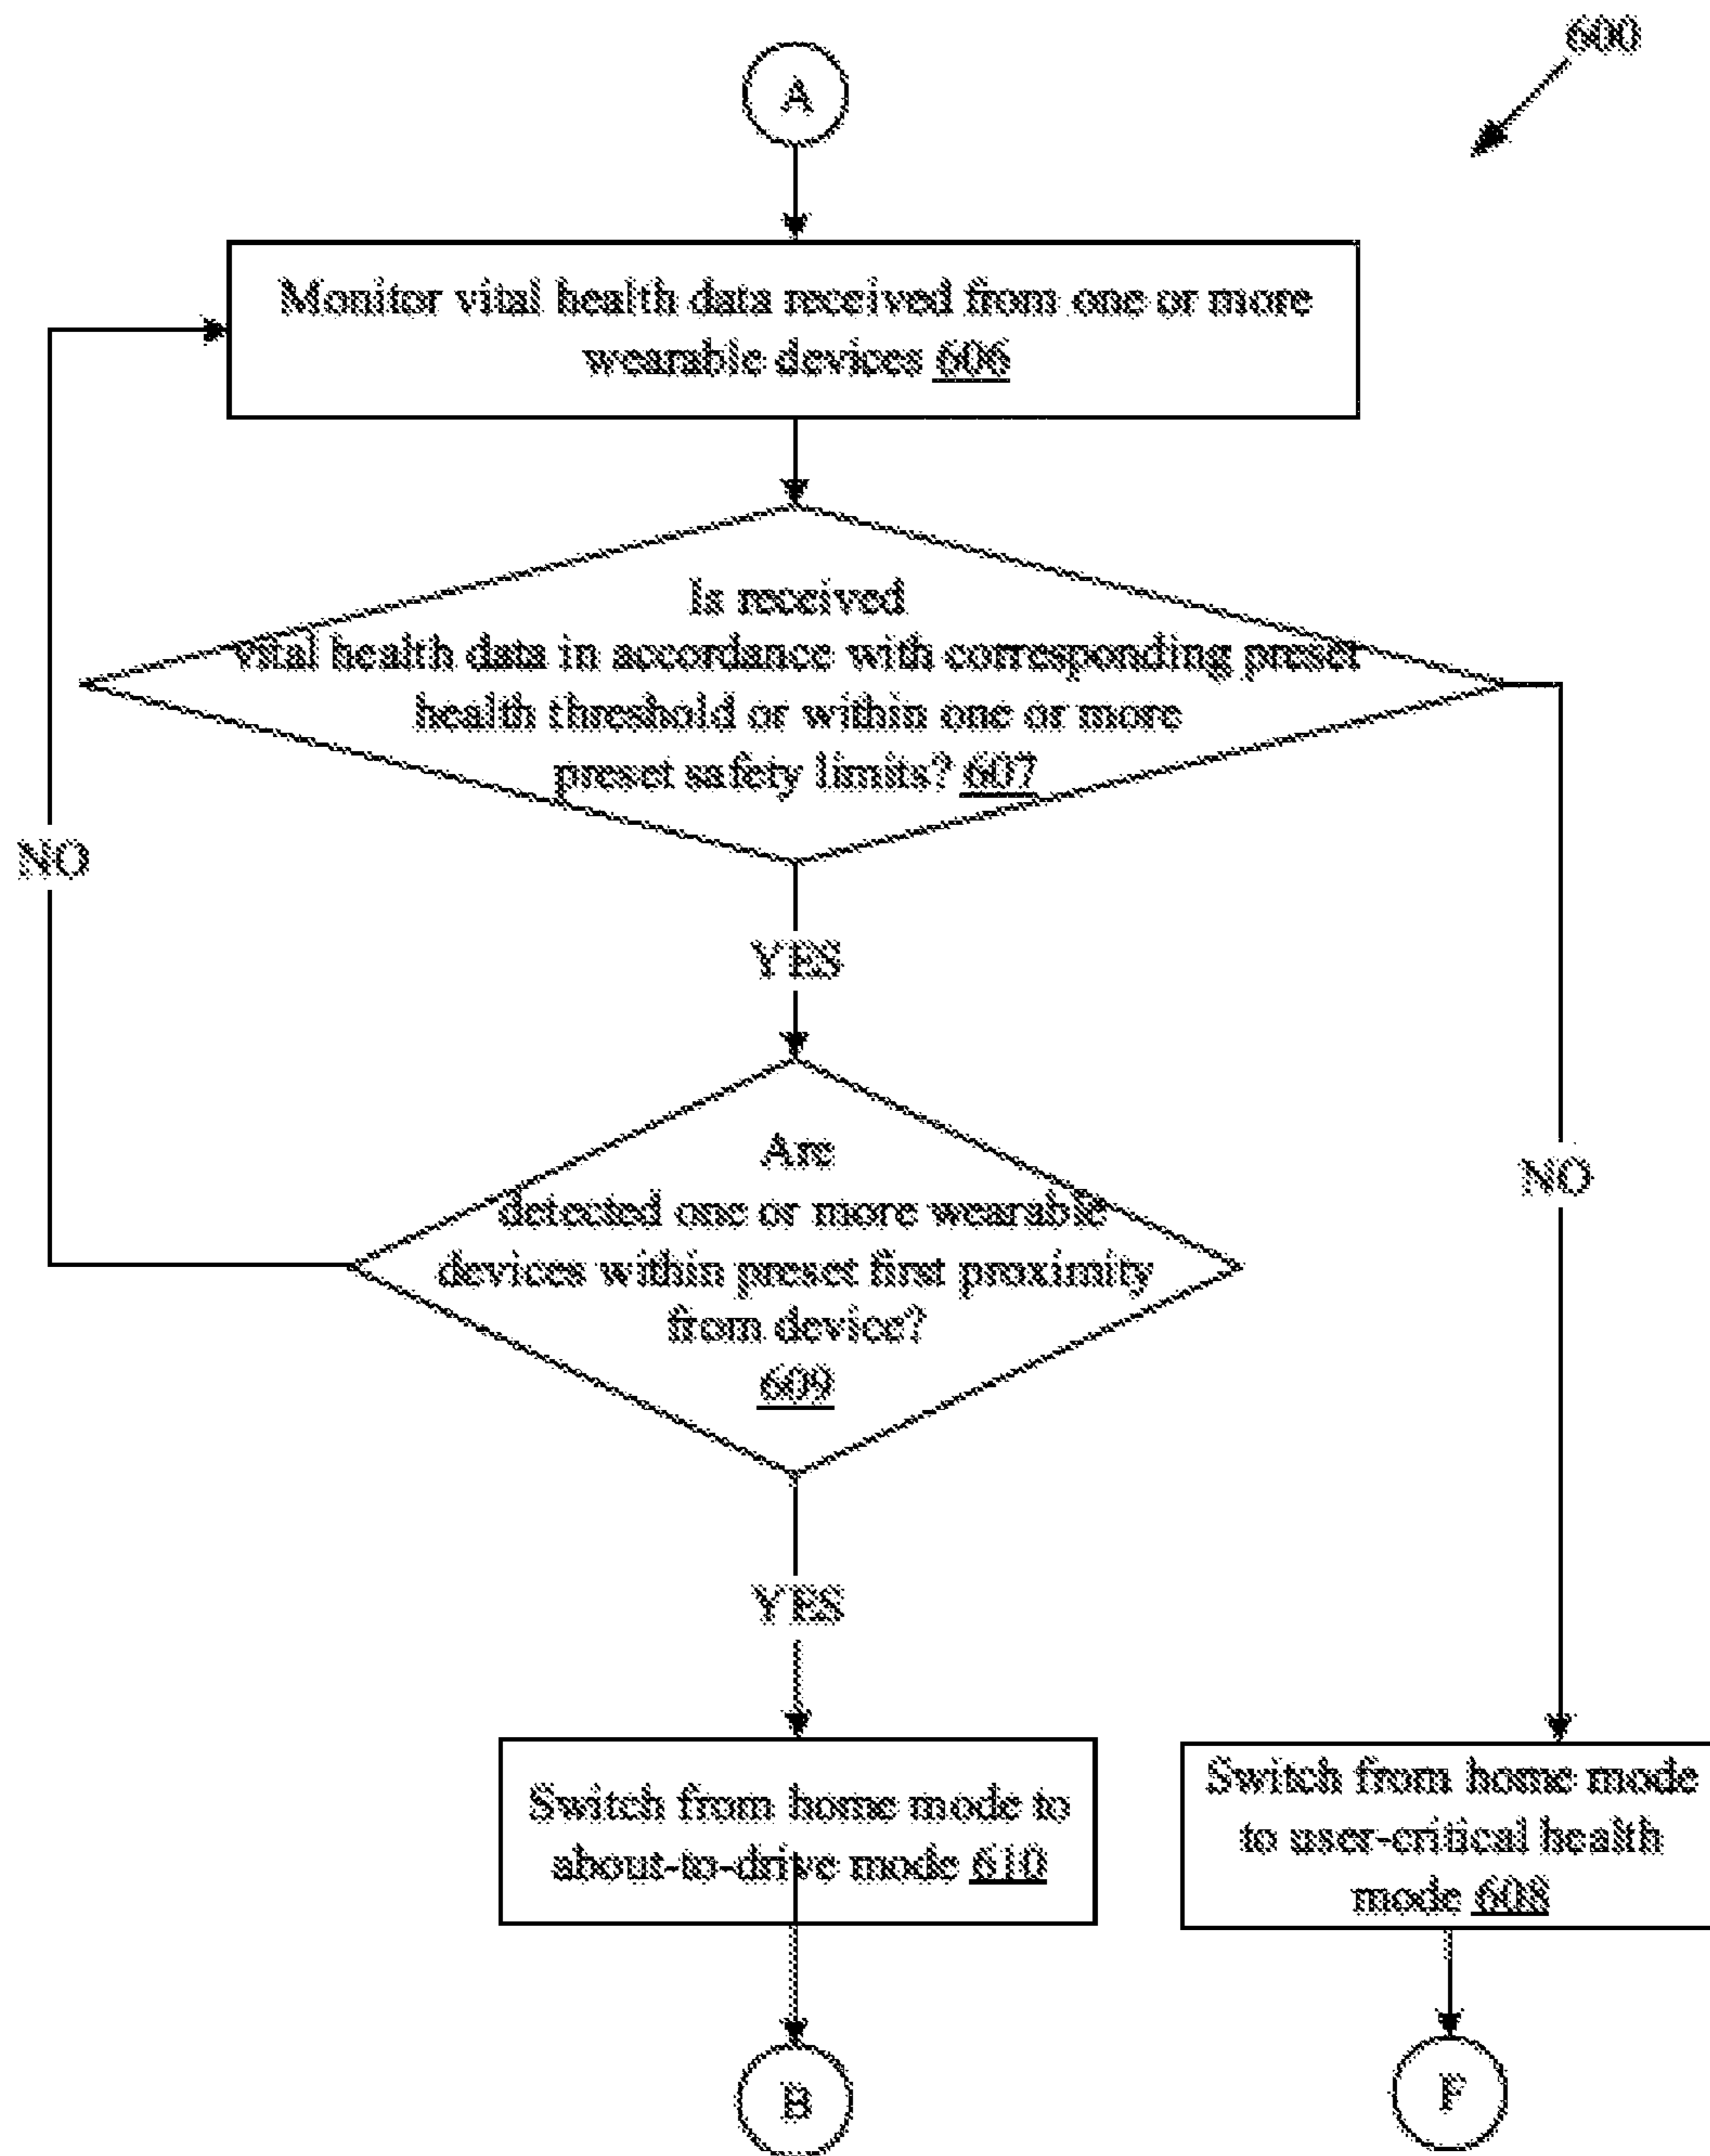 600
A
Monitor vital health data received from one or more
wearable devices 606
Is received
vital health data in accordance with corresponding preset
health threshold or within one or more
preset safety limits? 607
NO
YES
Are
detected one or more wearable
devices within preset first proximity
from device?
609
NO
YES
Switch from home mode to
about-to-drive mode 610
Switch from home mode
to user-critical health
mode 608
B
F